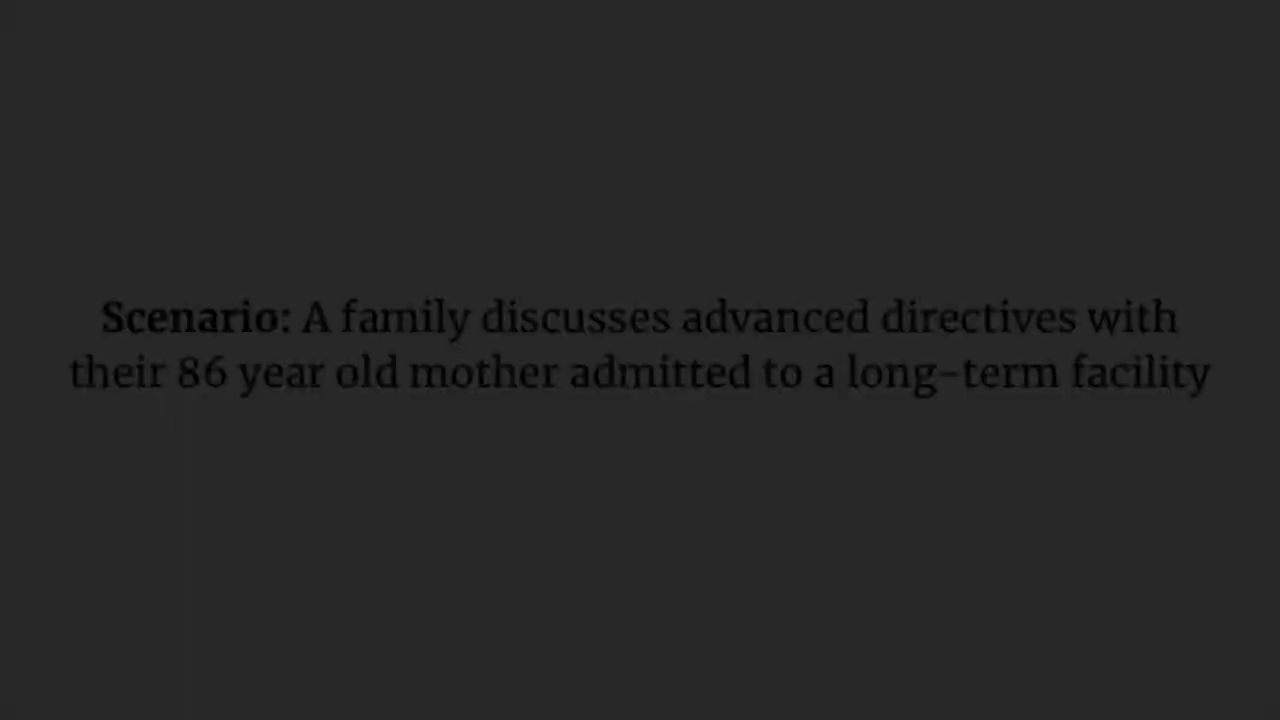 Scenario: A family discusses advanced directives with
their 86 year old mother admitted to a long-term facility